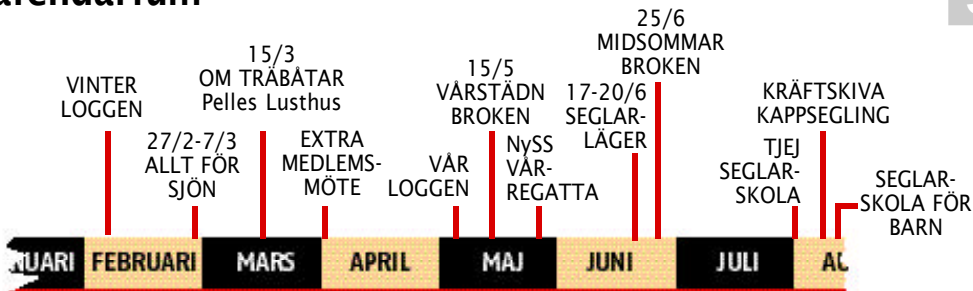 VINTER
LOGGEN
27/2-7/3
ALLT FÖR
SJÖN
15/3
OM TRÄBÅTAR
Pelles Lusthus
EXTRA
MEDLEMS-
MÖTE
VÅR
LOGGEN
15/5
VÅRSTÄDN
BROKEN
NySS
VÅR-
REGATTA
17-20/6
SEGLAR-
LÄGER
25/6
MIDSOMMAR
BROKEN
TJEJ
SEGLAR-
SKOLA
KRÄFTSKIVA
KAPPSEGLING
SEGLAR-
SKOLA FÖR
BARN
NUARI FEBRUARI MARS APRIL MAJ JUNI JULI AU